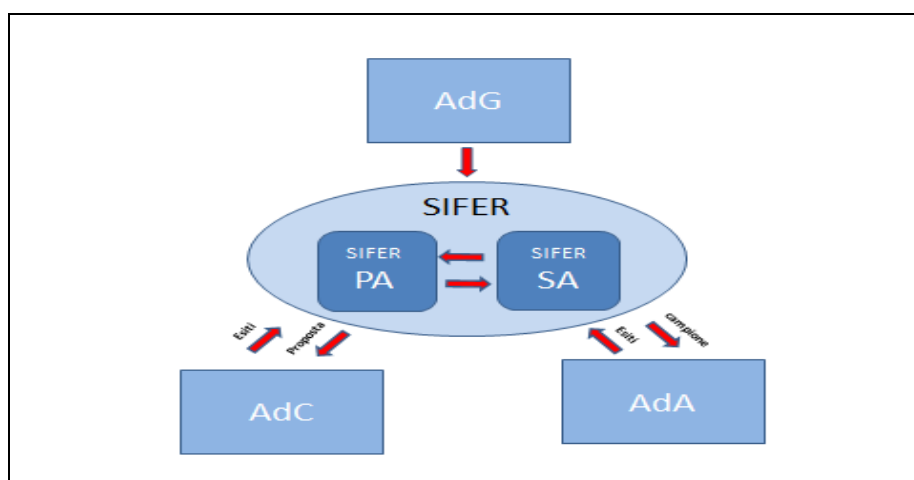 AdG
SIFER
SIFER
PA
SIFER
SA
Esiti
Proposta
Esiti
campione
AdC
AdA